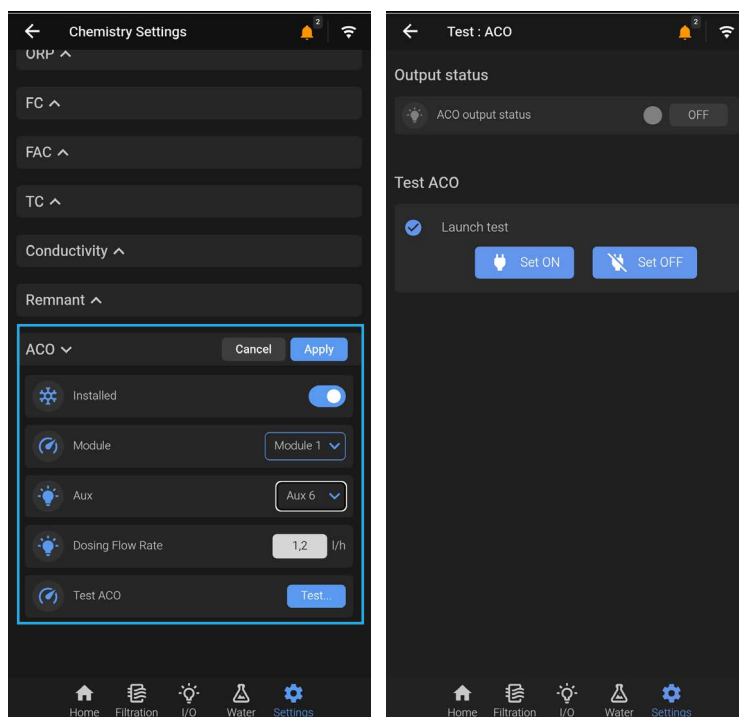 Chemistry Settings
2
ORP
FC
FAC
TC
Conductivity
Remnant
ACO
Cancel
Apply
Installed
Module
Module 1
Aux
Aux 6
Dosing Flow Rate
1,2
l/h
Test ACO
Test...
Home
Filtration
I/O
Water
Settings
Test : ACO
2
Output status
ACO output status
OFF
Test ACO
Launch test
Set ON
Set OFF
Home
Filtration
I/O
Water
Settings